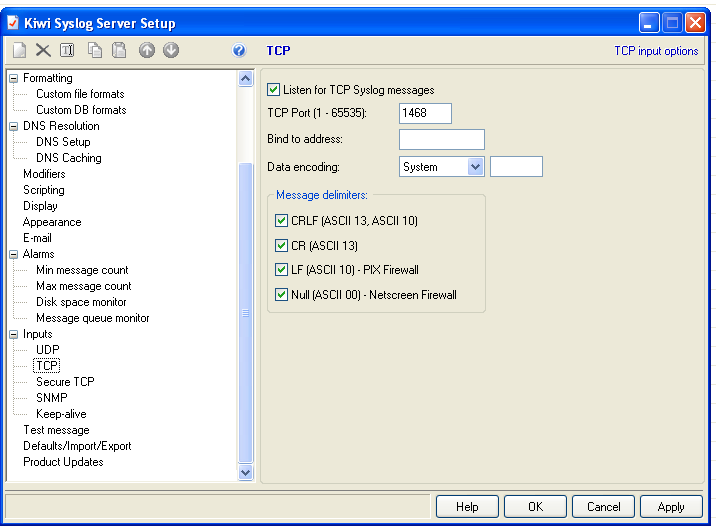 Kiwi Syslog Server Setup
TCP
TCP input options
Formatting
Custom file formats
Custom DB formats
DNS Resolution
DNS Setup
DNS Caching
Modifiers
Scripting
Display
Appearance
E-mail
Alarms
Min message count
Max message count
Disk space monitor
Message queue monitor
Inputs
UDP
TCP
Secure TCP
SNMP
Keep-alive
Test message
Defaults/Import/Export
Product Updates
Listen for TCP Syslog messages
TCP Port (1 - 65535): 1468
Bind to address:
Data encoding: System
Message delimiters:
CRLF (ASCII 13, ASCII 10)
CR (ASCII 13)
LF (ASCII 10) - PIX Firewall
Null (ASCII 00) - Netscreen Firewall
Help OK Cancel Apply